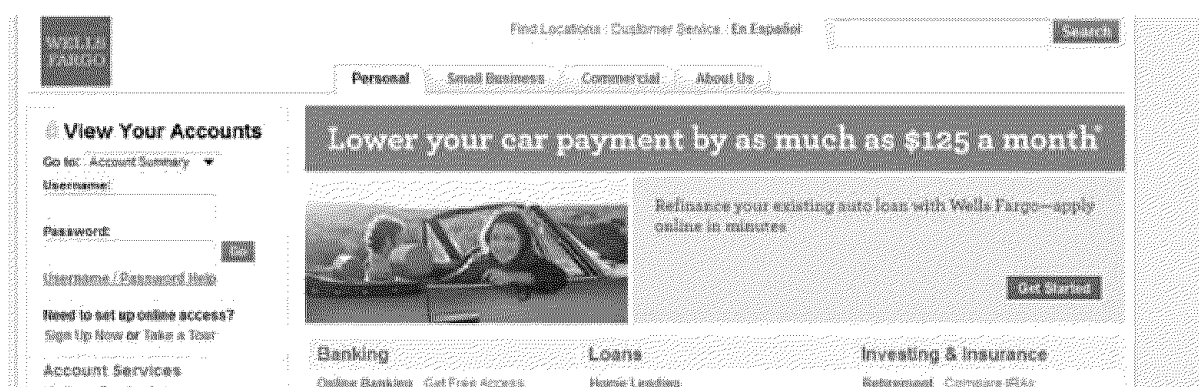 WELLS
FARGO
Find Locations Customer Service En Español
Search
Personal Small Business Commercial About Us
View Your Accounts
Go to: Account Summary
Username:
Password:
Go
Username / Password Help
Need to set up online access?
Sign Up Now or Take a Tour
Account Services
Lower your car payment by as much as $125 a month*
Refinance your existing auto loan with Wells Fargo—apply
online in minutes
Get Started
Banking
Online Banking Get Free Access
Loans
Home Lending
Investing & Insurance
Retirement Compare IRAs